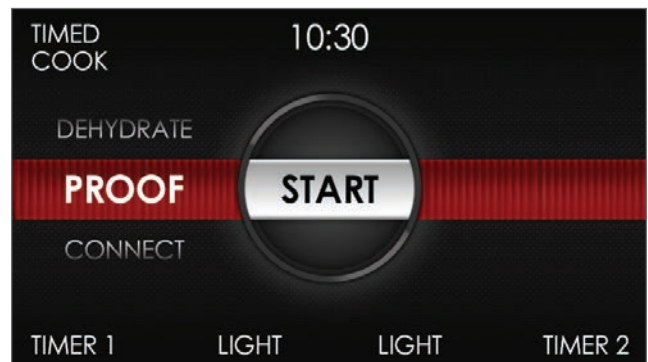 TIMED
COOK
10:30
DEHYDRATE
PROOF
START
CONNECT
TIMER 1
LIGHT
LIGHT
TIMER 2